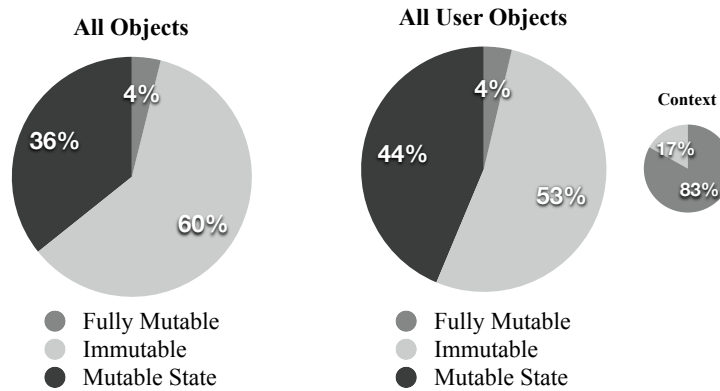 All Objects
4%
36%
60%
Fully Mutable
Immutable
Mutable State
All User Objects
4%
44%
53%
Fully Mutable
Immutable
Mutable State
Context
17%
83%